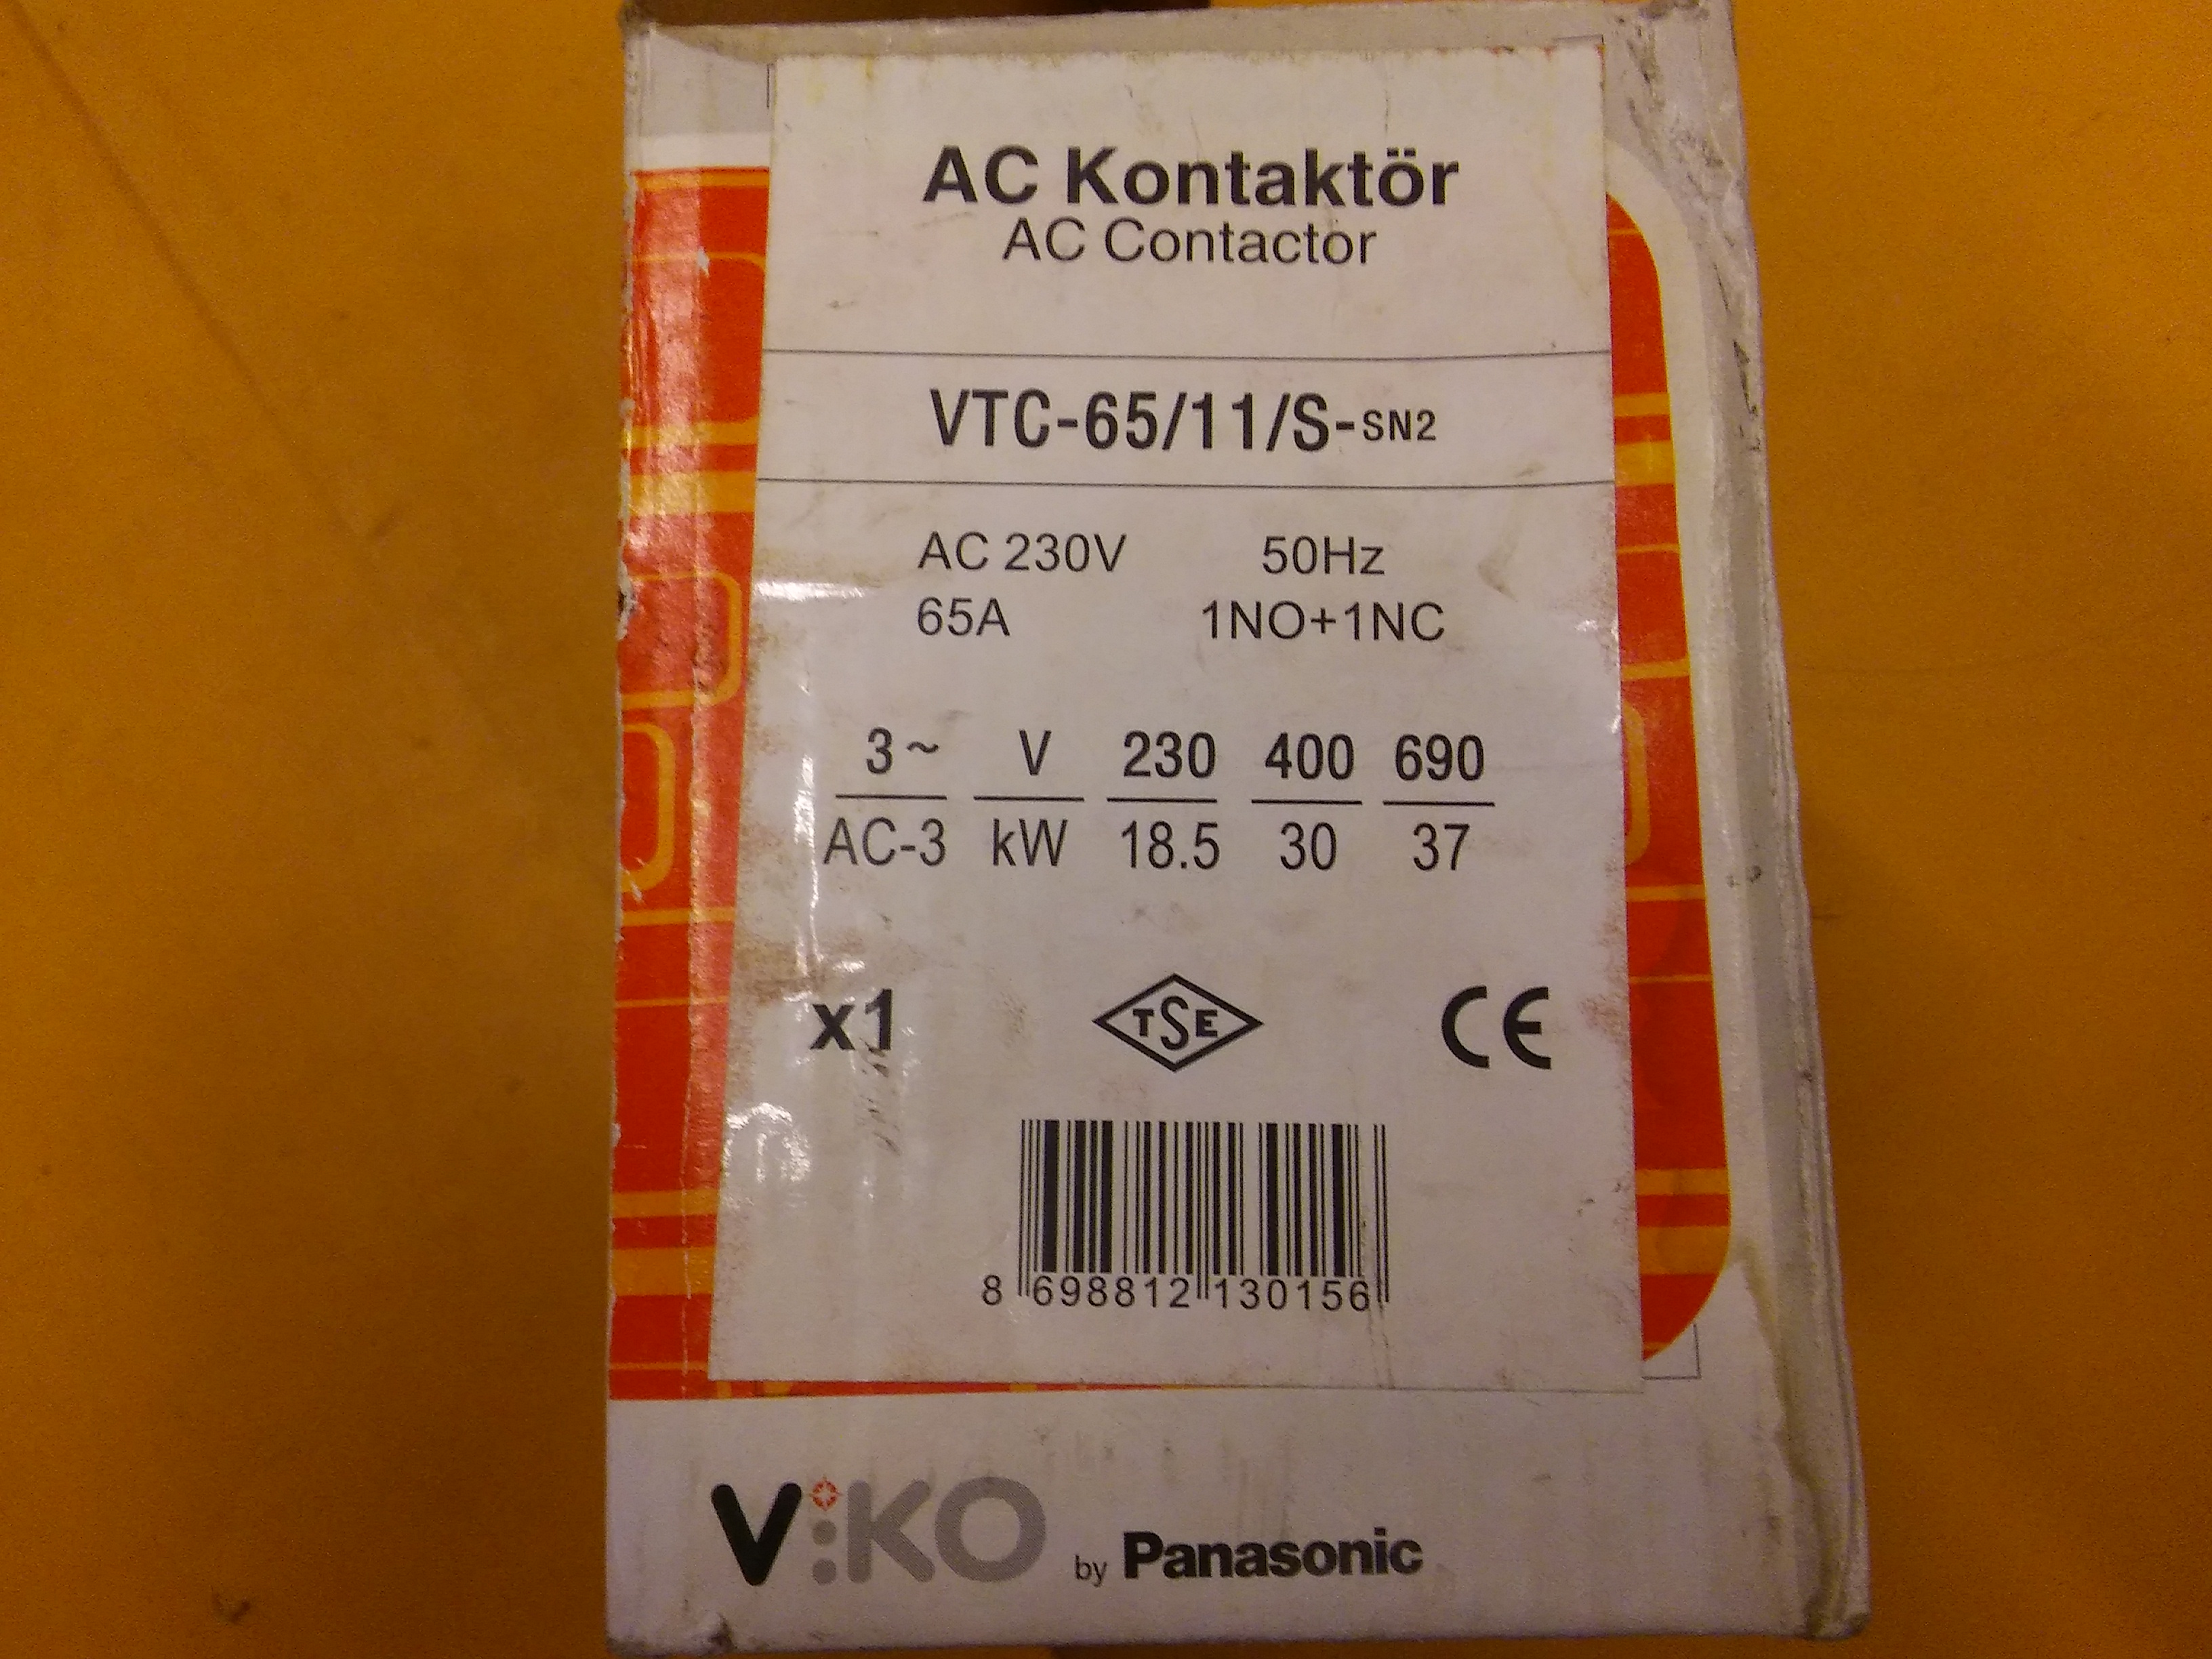 AC Kontaktör
AC Contactor
VTC-65/11/S-SN2
AC 230V 50Hz
65A 1NO+1NC
3~ V 230 400 690
AC-3 kW 18.5 30 37
x1 TSE CE
8 698812 130156
ViKO by Panasonic